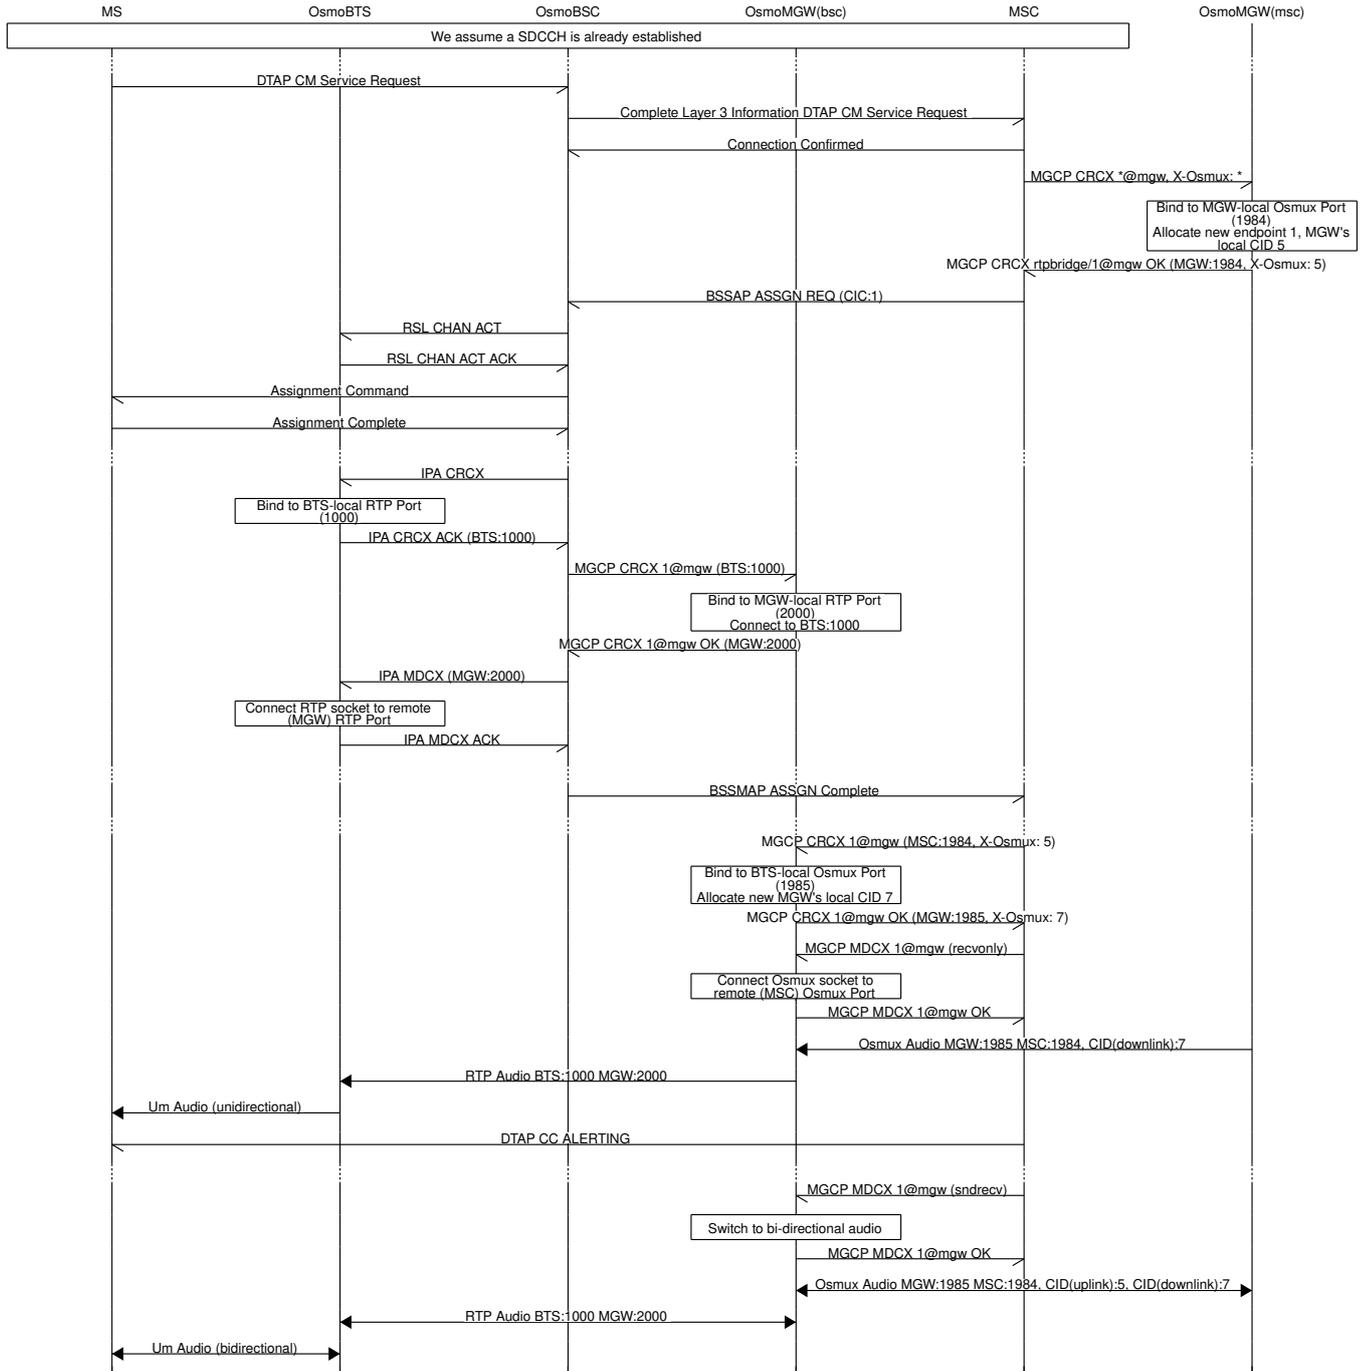 MS OsmoBTS OsmoBSC OsmoMGW(bsc) MSC OsmoMGW(msc)
We assume a SDCCH is already established
DTAP CM Service Request
Complete Layer 3 Information DTAP CM Service Request
Connection Confirmed
MGCP CRCX *@mgw, X-Osmux: *
Bind to MGW-local Osmux Port
(1984)
Allocate new endpoint 1, MGW's
local CID 5
MGCP CRCX rtpbridge/1@mgw OK (MGW:1984, X-Osmux: 5)
BSSAP ASSGN REQ (CIC:1)
RSL CHAN ACT
RSL CHAN ACT ACK
Assignment Command
Assignment Complete
IPA CRCX
Bind to BTS-local RTP Port
(1000)
IPA CRCX ACK (BTS:1000)
MGCP CRCX 1@mgw (BTS:1000)
Bind to MGW-local RTP Port
(2000)
Connect to BTS:1000
MGCP CRCX 1@mgw OK (MGW:2000)
IPA MDCX (MGW:2000)
Connect RTP socket to remote
(MGW) RTP Port
IPA MDCX ACK
BSSMAP ASSGN Complete
MGCP CRCX 1@mgw (MSC:1984, X-Osmux: 5)
Bind to BTS-local Osmux Port
(1985)
Allocate new MGW's local CID 7
MGCP CRCX 1@mgw OK (MGW:1985, X-Osmux: 7)
MGCP MDCX 1@mgw (recvonly)
Connect Osmux socket to
remote (MSC) Osmux Port
MGCP MDCX 1@mgw OK
Osmux Audio MGW:1985 MSC:1984, CID(downlink):7
RTP Audio BTS:1000 MGW:2000
Um Audio (unidirectional)
DTAP CC ALERTING
MGCP MDCX 1@mgw (sndrecv)
Switch to bi-directional audio
MGCP MDCX 1@mgw OK
Osmux Audio MGW:1985 MSC:1984, CID(uplink):5, CID(downlink):7
RTP Audio BTS:1000 MGW:2000
Um Audio (bidirectional)